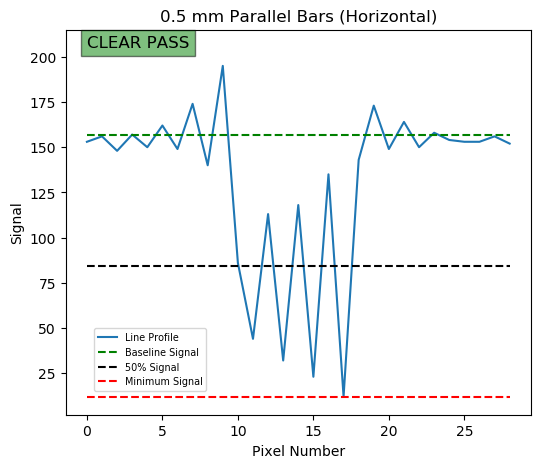 0.5 mm Parallel Bars (Horizontal)
CLEAR PASS
200
175
150
125
100
75
50
25
Signal
Line Profile
Baseline Signal
50% Signal
Minimum Signal
0
5
10
15
20
25
Pixel Number